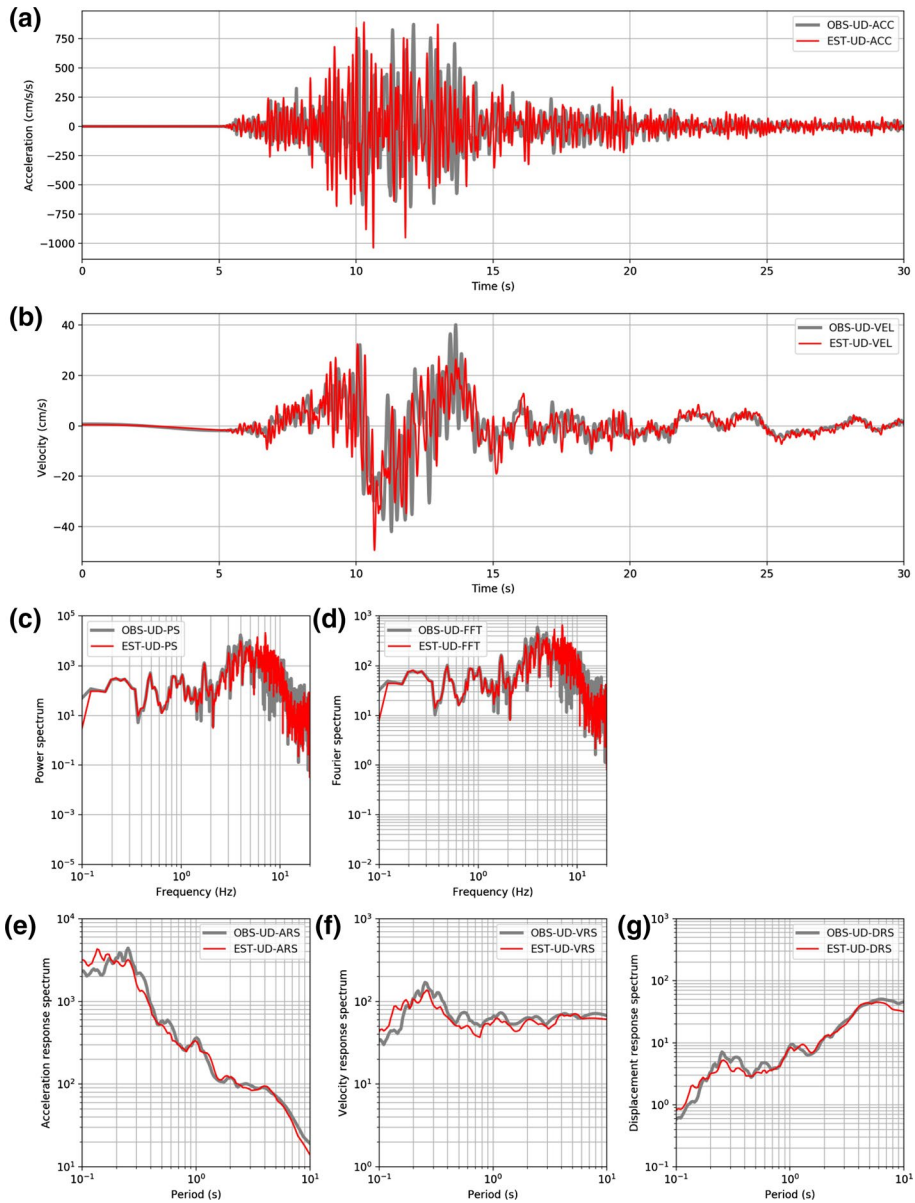 (a)
OBS-UD-ACC
EST-UD-ACC
Acceleration (cm/s/s)
750
500
250
0
−250
−500
−750
−1000
0 5 10 15 20 25 30
Time (s)
(b)
OBS-UD-VEL
EST-UD-VEL
Velocity (cm/s)
40
20
0
−20
−40
0 5 10 15 20 25 30
Time (s)
(c)
OBS-UD-PS
EST-UD-PS
Power spectrum
10^5
10^3
10^1
10^−1
10^−3
10^−5
10^−1 10^0 10^1
Frequency (Hz)
(d)
OBS-UD-FFT
EST-UD-FFT
Fourier spectrum
10^3
10^2
10^1
10^0
10^−1
10^−2
10^−1 10^0 10^1
Frequency (Hz)
(e)
OBS-UD-ARS
EST-UD-ARS
Acceleration response spectrum
10^4
10^3
10^2
10^1
10^−1 10^0 10^1
Period (s)
(f)
OBS-UD-VRS
EST-UD-VRS
Velocity response spectrum
10^3
10^2
10^1
10^0
10^−1 10^0 10^1
Period (s)
(g)
OBS-UD-DRS
EST-UD-DRS
Displacement response spectrum
10^3
10^2
10^1
10^0
10^−1
10^−1 10^0 10^1
Period (s)